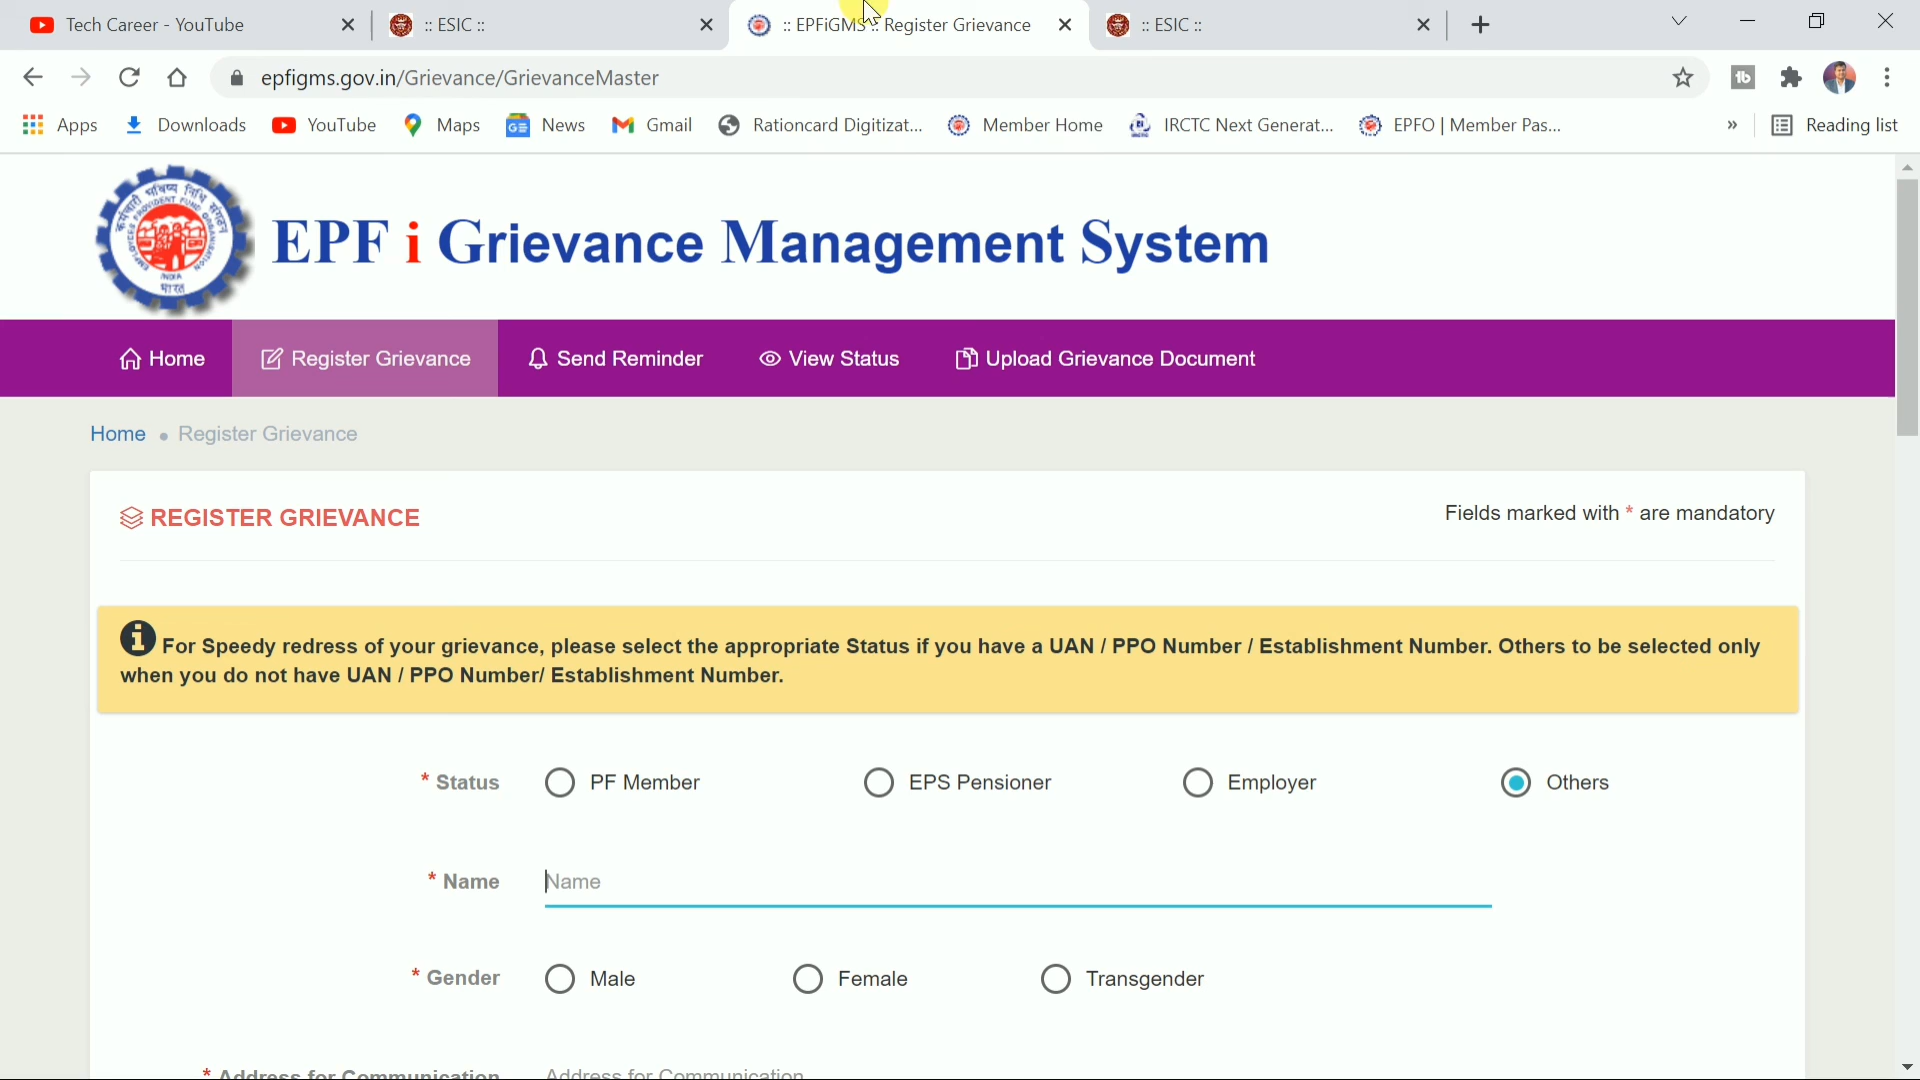 Tech Career - YouTube
:: ESIC ::
:: EPFiGMS :: Register Grievance
:: ESIC ::
epfigms.gov.in/Grievance/GrievanceMaster
Apps
Downloads
YouTube
Maps
News
Gmail
Rationcard Digitizat...
Member Home
IRCTC Next Generat...
EPFO | Member Pas...
»
Reading list
EPF i Grievance Management System
Home
Register Grievance
Send Reminder
View Status
Upload Grievance Document
Home • Register Grievance
REGISTER GRIEVANCE
Fields marked with * are mandatory
For Speedy redress of your grievance, please select the appropriate Status if you have a UAN / PPO Number / Establishment Number. Others to be selected only
when you do not have UAN / PPO Number/ Establishment Number.
* Status
PF Member
EPS Pensioner
Employer
Others
* Name
Name
* Gender
Male
Female
Transgender
* Address for Communication
Address for Communication